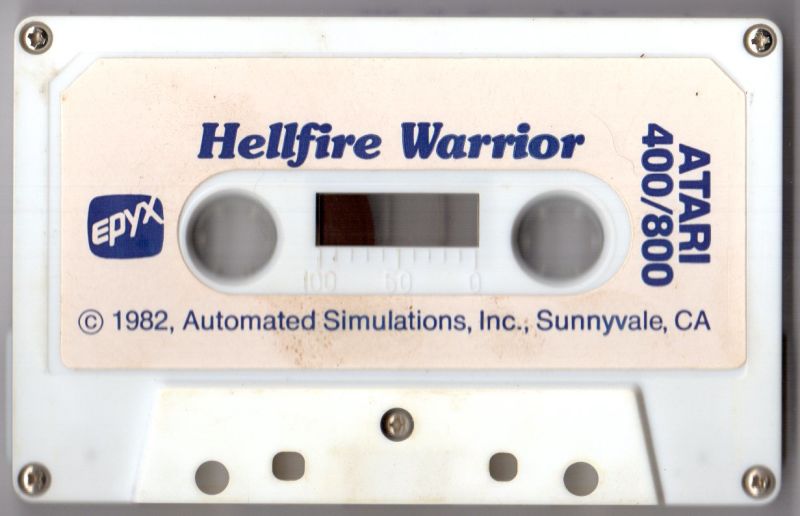 Hellfire Warrior
ATARI
400/800
EPYX
100 50 0
© 1982, Automated Simulations, Inc., Sunnyvale, CA